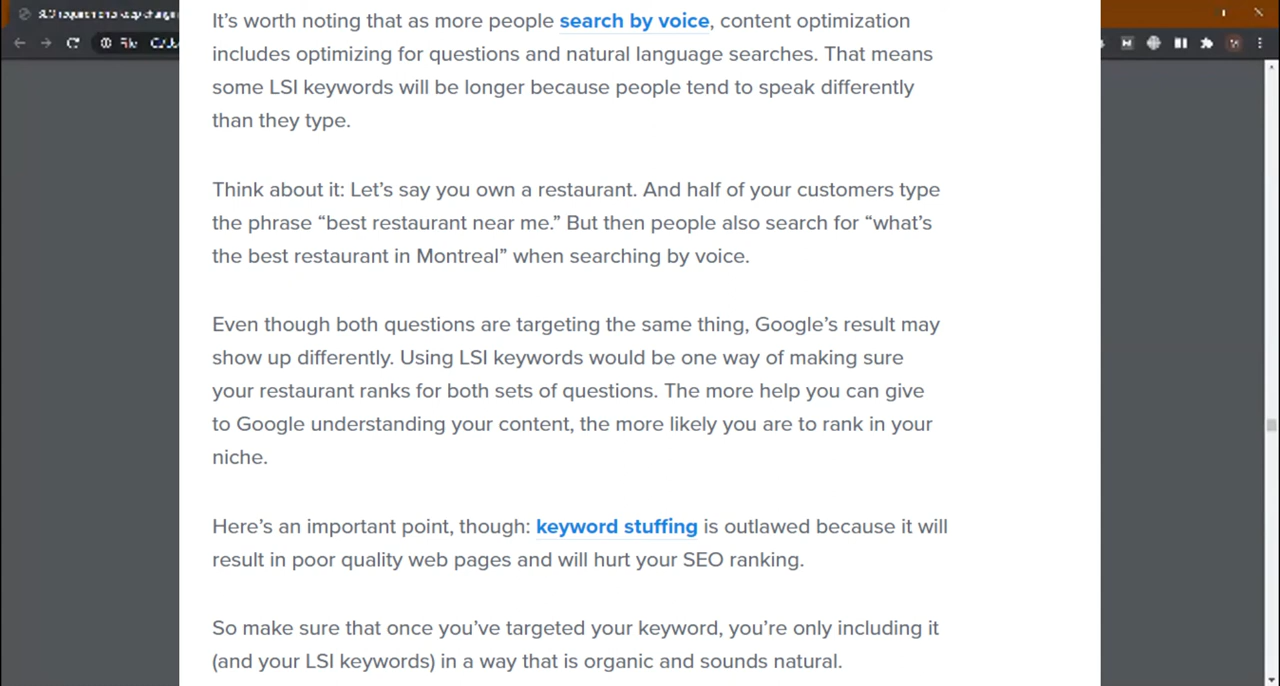 It’s worth noting that as more people search by voice, content optimization
includes optimizing for questions and natural language searches. That means
some LSI keywords will be longer because people tend to speak differently
than they type.
Think about it: Let’s say you own a restaurant. And half of your customers type
the phrase “best restaurant near me.” But then people also search for “what’s
the best restaurant in Montreal” when searching by voice.
Even though both questions are targeting the same thing, Google’s result may
show up differently. Using LSI keywords would be one way of making sure
your restaurant ranks for both sets of questions. The more help you can give
to Google understanding your content, the more likely you are to rank in your
niche.
Here’s an important point, though: keyword stuffing is outlawed because it will
result in poor quality web pages and will hurt your SEO ranking.
So make sure that once you’ve targeted your keyword, you’re only including it
(and your LSI keywords) in a way that is organic and sounds natural.